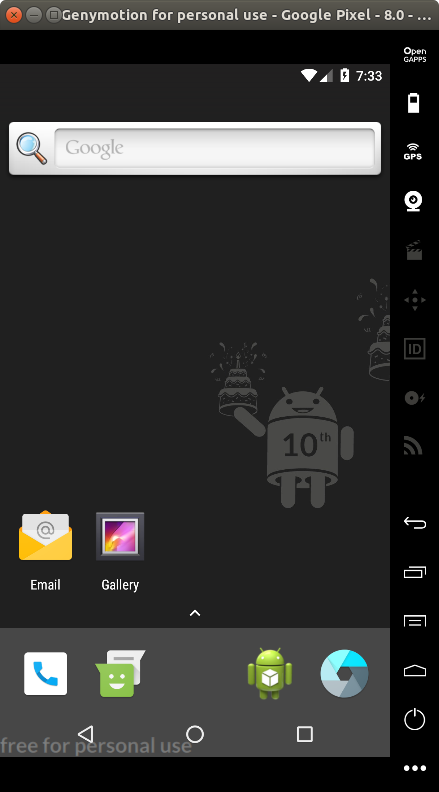 Genymotion for personal use - Google Pixel - 8.0 - ...
Open
GAPPS
7:33
GPS
Google
ID
10th
Email
Gallery
free for personal use